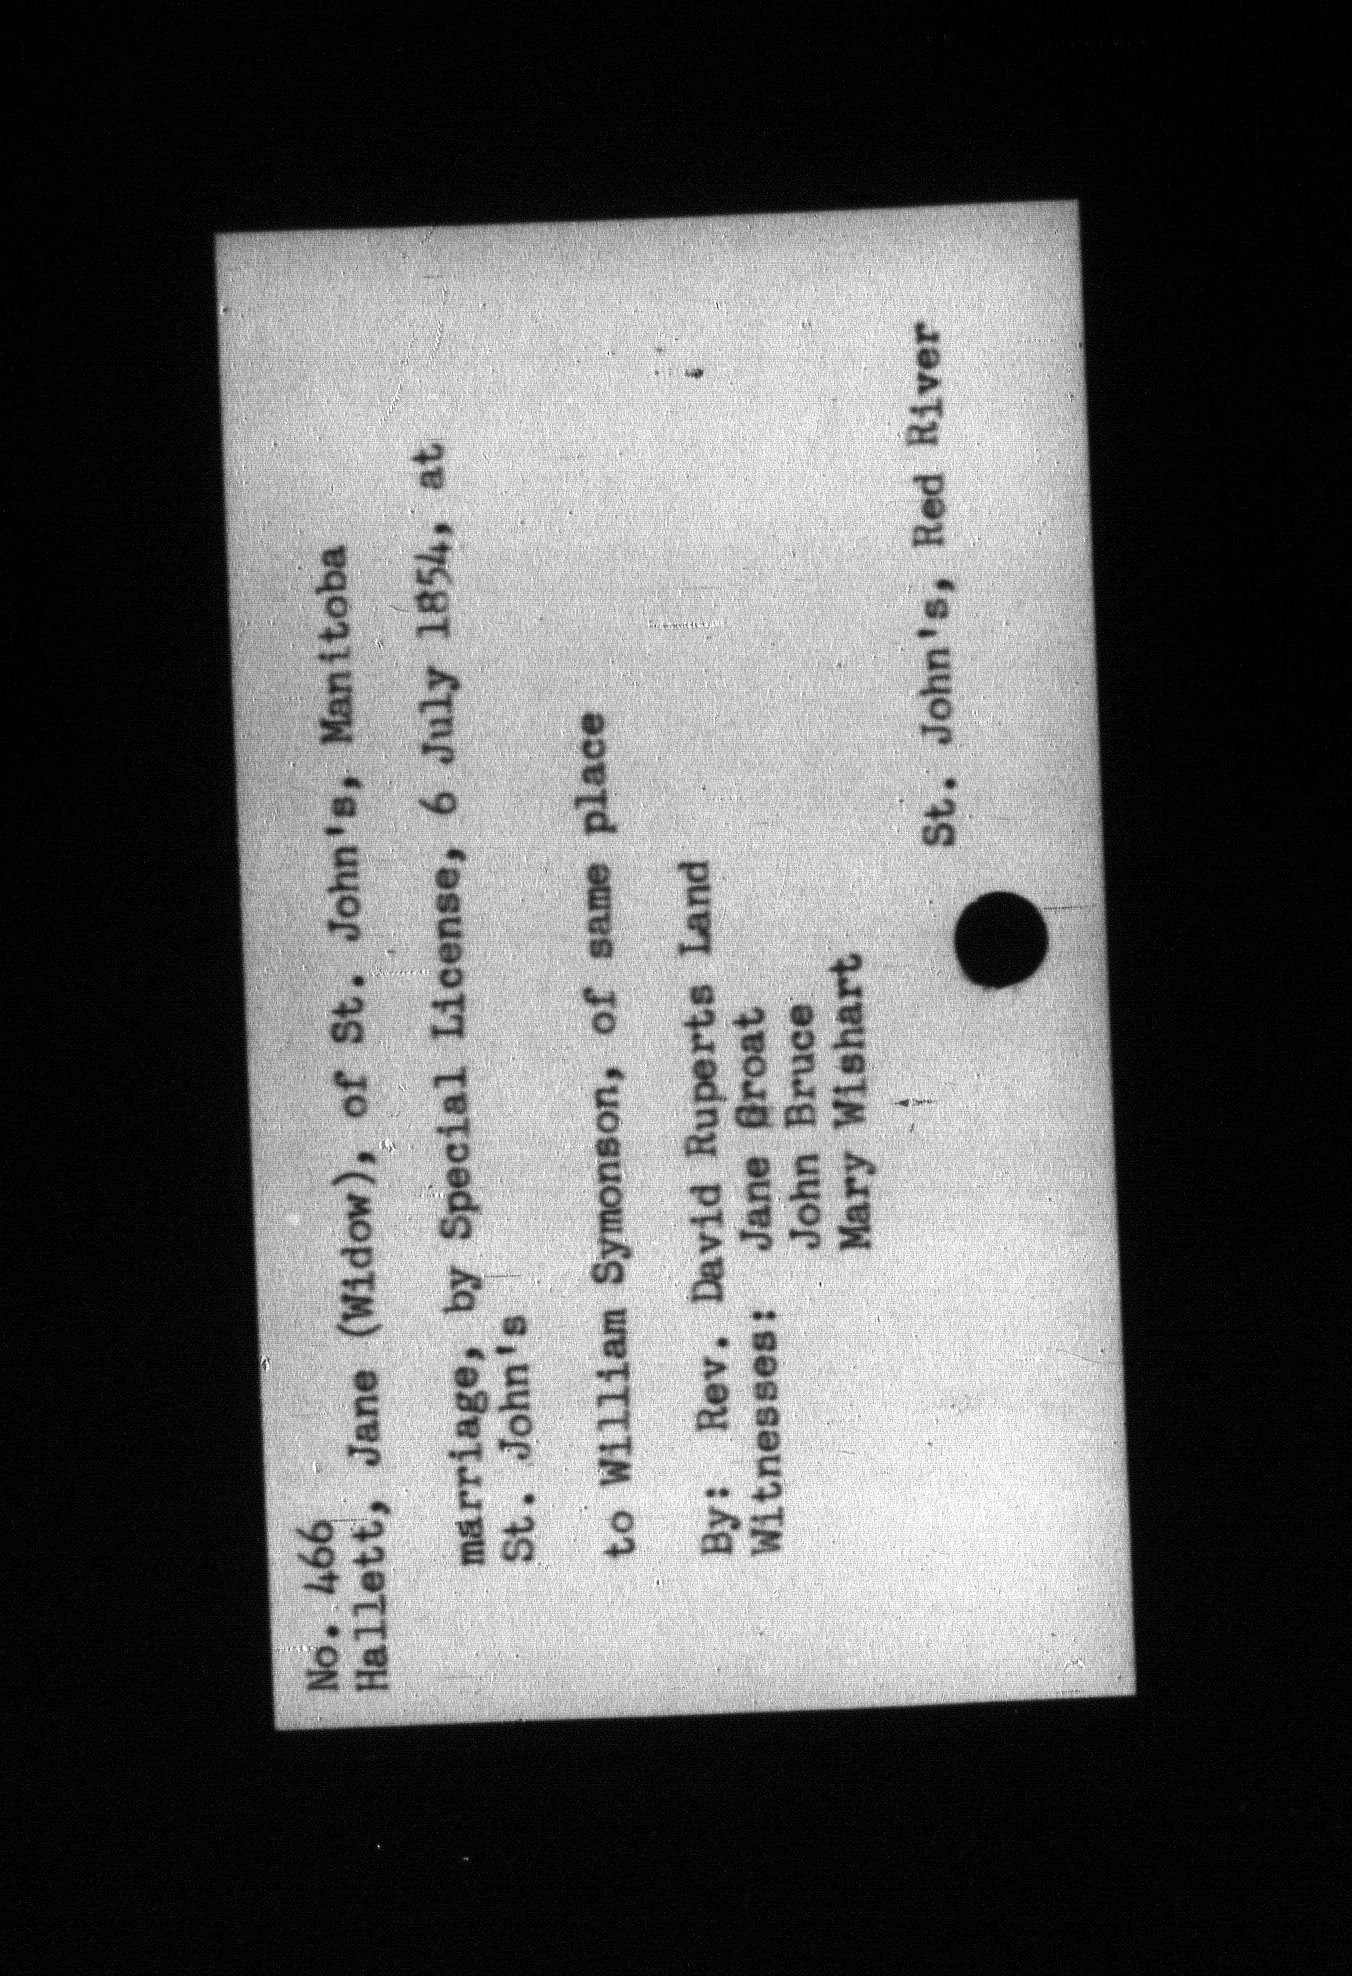 No. 466
Hallett, Jane (Widow), of St. John's, Manitoba
marriage, by Special License, 6 July 1854, at
St. John's
to William Symonson, of same place
By: Rev. David Ruperts Land
Witnesses: Jane Groat
John Bruce
Mary Wishart
St. John's, Red River